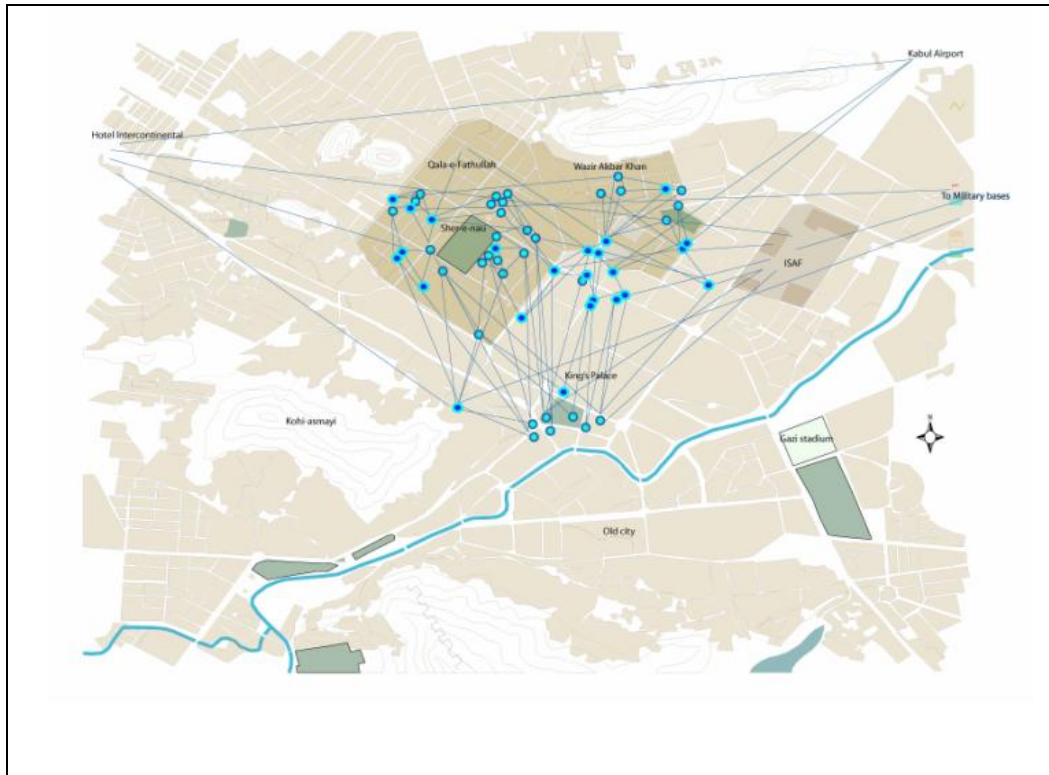 Kabul Airport
Hotel Intercontinental
Qala-e-Fathullah
Wazir Akbar Khan
To Military bases
Sher-e-nau
ISAF
King's Palace
Kohi-asmayi
N
Gazi stadium
Old city